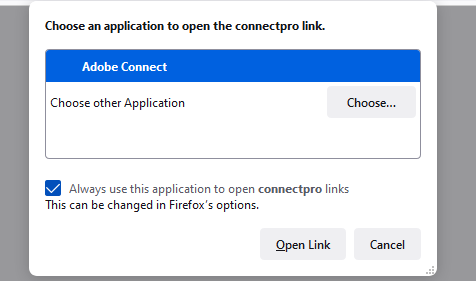 Choose an application to open the connectpro link.
Adobe Connect
Choose other Application
Choose...
Always use this application to open connectpro links
This can be changed in Firefox's options.
Open Link
Cancel